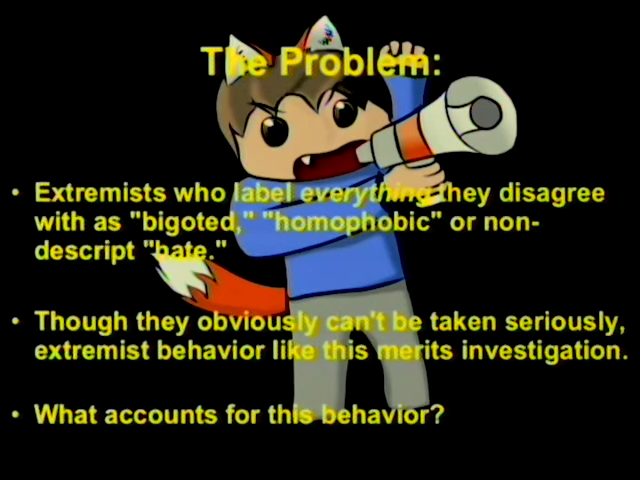 The Problem:
• Extremists who label everything they disagree
with as "bigoted," "homophobic" or non-
descript "hate."
• Though they obviously can't be taken seriously,
extremist behavior like this merits investigation.
• What accounts for this behavior?